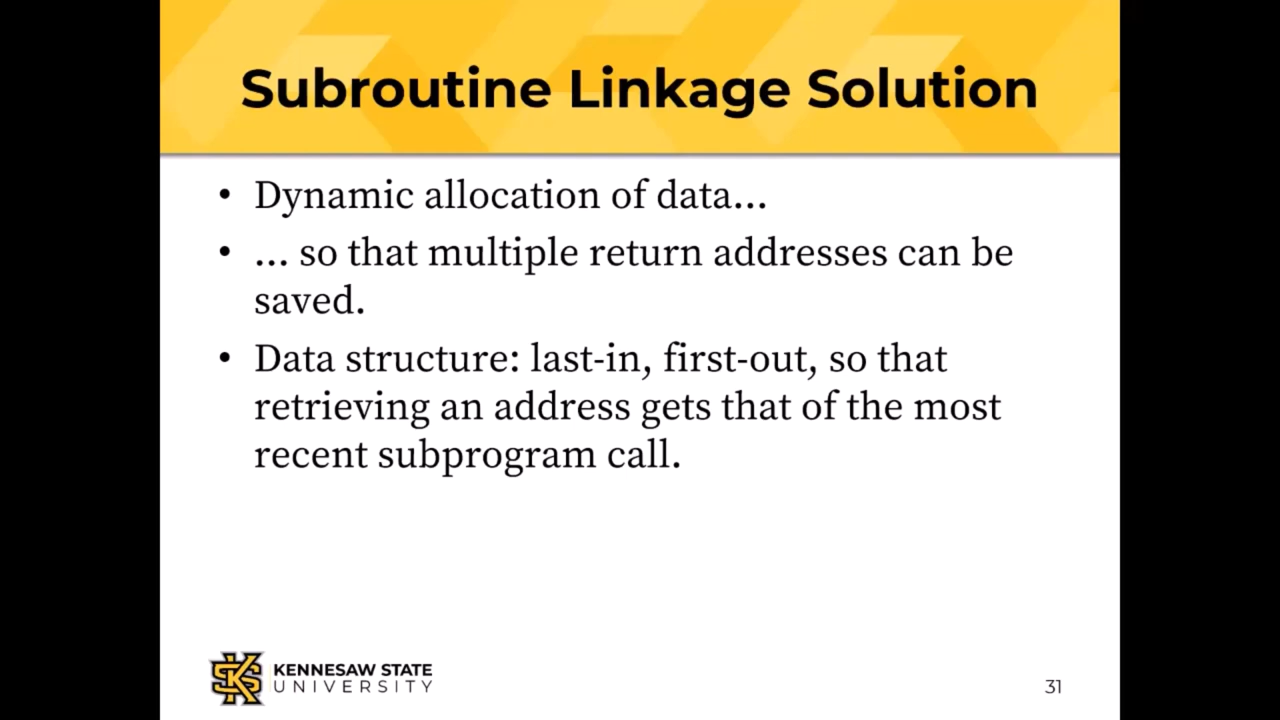 Subroutine Linkage Solution
• Dynamic allocation of data...
• ... so that multiple return addresses can be
saved.
• Data structure: last-in, first-out, so that
retrieving an address gets that of the most
recent subprogram call.
KENNESAW STATE
UNIVERSITY
31